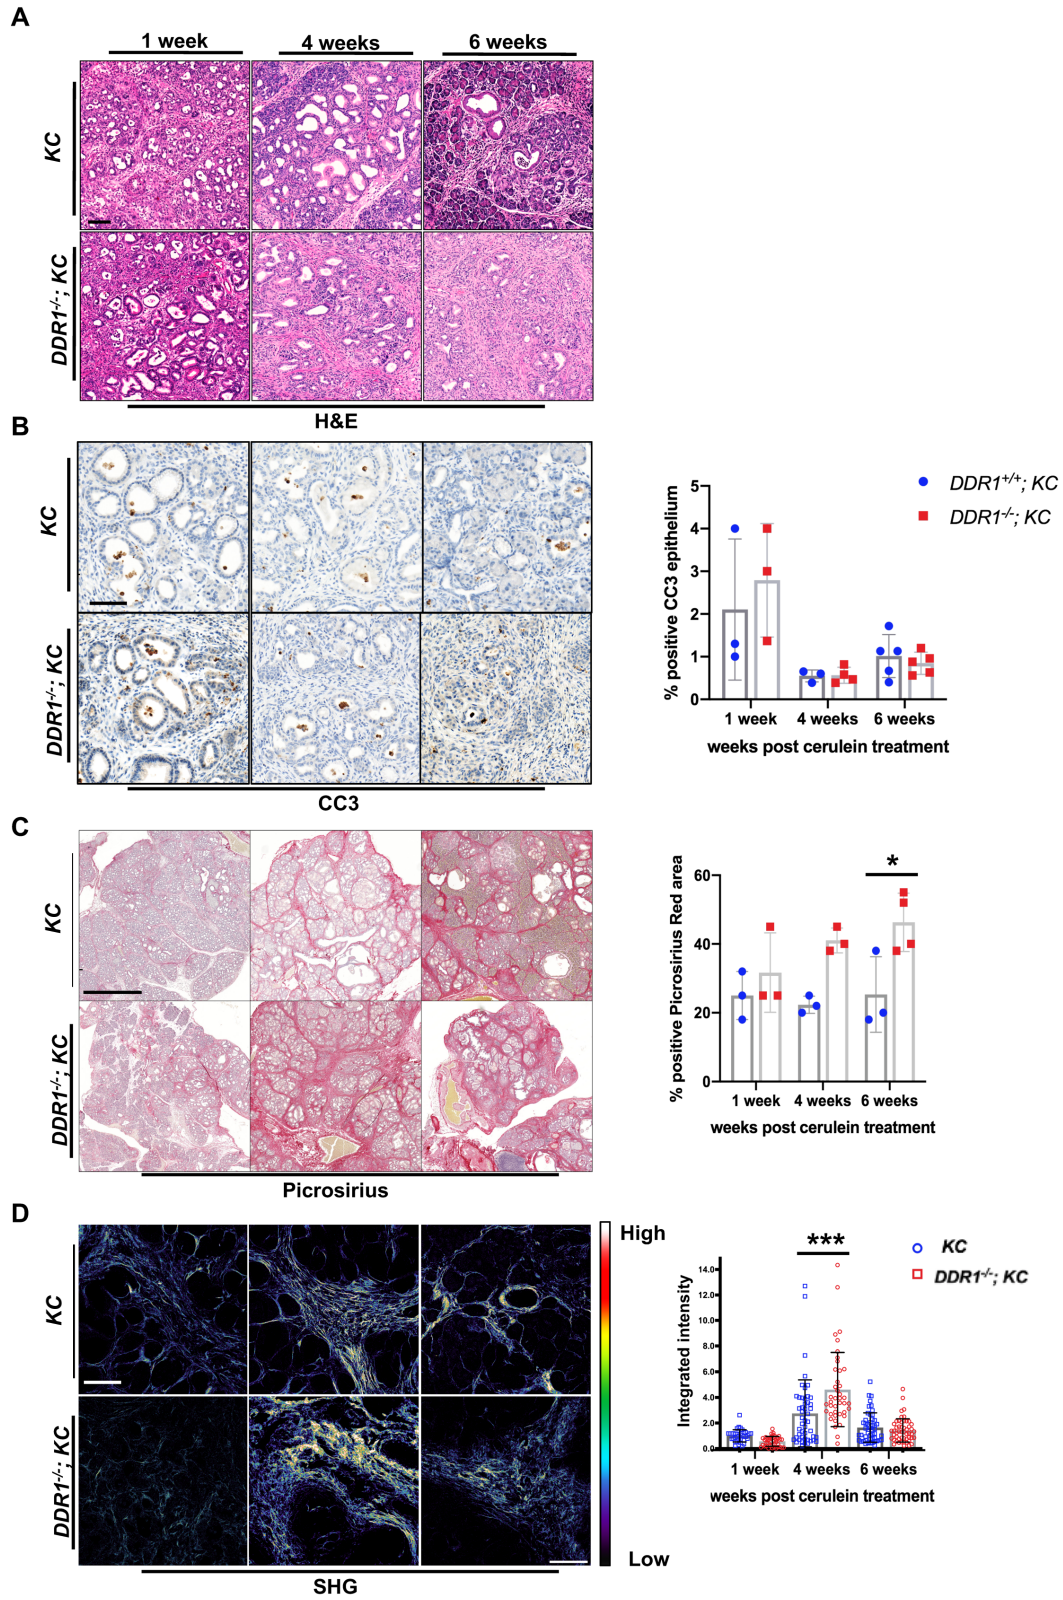 A
1 week
4 weeks
6 weeks
KC
DDR1-/-; KC
H&E
B
KC
DDR1-/-; KC
CC3
5
4
3
2
1
0
% positive CC3 epithelium
1 week
4 weeks
6 weeks
weeks post cerulein treatment
DDR1+/+; KC
DDR1-/-; KC
C
KC
DDR1-/-; KC
Picrosirius
60
40
20
0
% positive Picrosirius Red area
*
1 week
4 weeks
6 weeks
weeks post cerulein treatment
D
KC
DDR1-/-; KC
SHG
High
Low
14.0
12.0
10.0
8.0
6.0
4.0
2.0
0.0
Integrated intensity
***
1 week
4 weeks
6 weeks
weeks post cerulein treatment
KC
DDR1-/-; KC